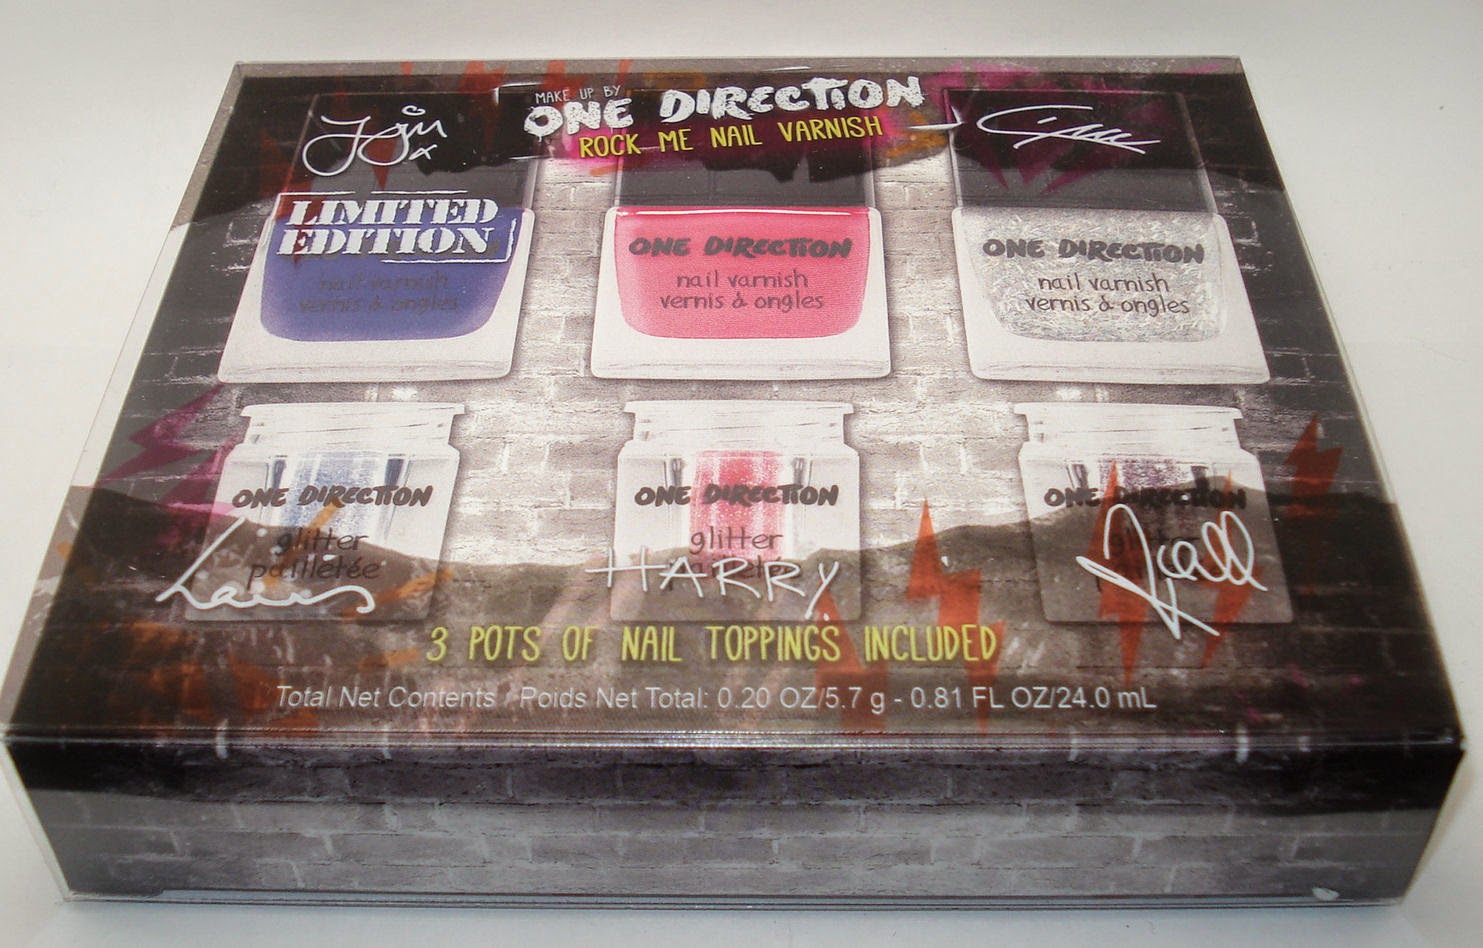 MAKE UP BY
ONE DIRECTION
ROCK ME NAIL VARNISH
LIMITED
EDITION
nail varnish
vernis à ongles
ONE DIRECTION
nail varnish
vernis à ongles
ONE DIRECTION
nail varnish
vernis à ongles
ONE DIRECTION
glitter
pailletée
Louis
ONE DIRECTION
glitter
HARRY
ONE DIRECTION
glitter
Niall
3 POTS OF NAIL TOPPINGS INCLUDED
Total Net Contents / Poids Net Total: 0.20 OZ/5.7 g - 0.81 FL OZ/24.0 mL